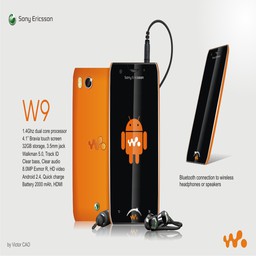 Sony Ericsson
W9
1.4Ghz dual core processor
4.1" Bravia touch screen
32GB storage, 3.5mm jack
Walkman 5.0, Track ID
Clear bass, Clear audio
8.0MP Exmor R, HD video
Android 2.4, Quick charge
Battery 2000 mAh, HDMI
Bluetooth connection to wireless
headphones or speakers
by Victor CAO